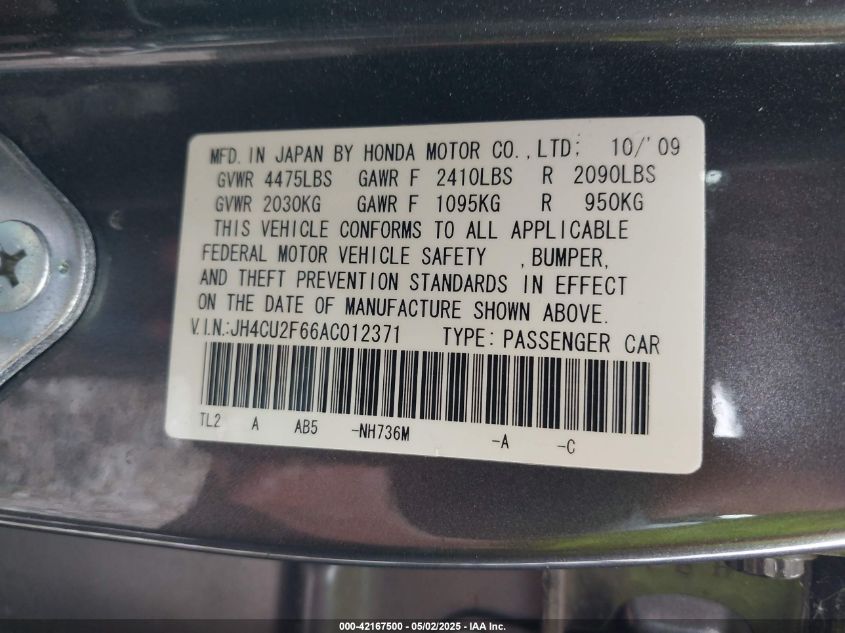 MFD. IN JAPAN BY HONDA MOTOR CO., LTD; 10/'09
GVWR 4475LBS GAWR F 2410LBS R 2090LBS
GVWR 2030KG GAWR F 1095KG R 950KG
THIS VEHICLE CONFORMS TO ALL APPLICABLE
FEDERAL MOTOR VEHICLE SAFETY , BUMPER,
AND THEFT PREVENTION STANDARDS IN EFFECT
ON THE DATE OF MANUFACTURE SHOWN ABOVE.
V.I.N.:JH4CU2F66AC012371 TYPE: PASSENGER CAR
TL2 A AB5 -NH736M -A -C
000-42167500 - 05/02/2025 - IAA Inc.